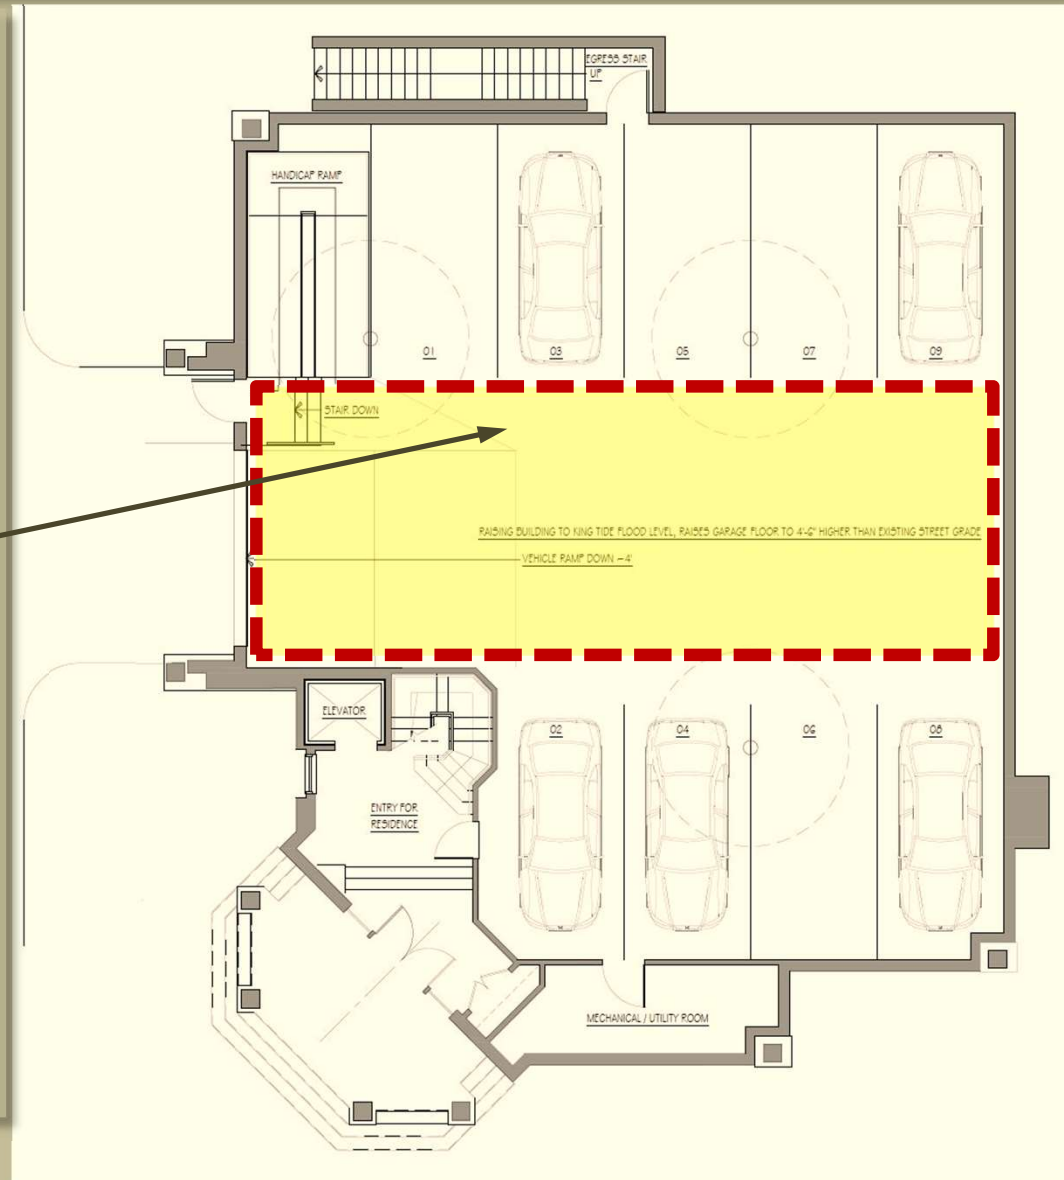 EGRESS STAIR
UP
HANDICAP RAMP
01
03
05
07
09
STAIR DOWN
RAISING BUILDING TO KING TIDE FLOOD LEVEL, RAISES GARAGE FLOOR TO 4'-6" HIGHER THAN EXISTING STREET GRADE
VEHICLE RAMP DOWN – 4'
ELEVATOR
02
04
06
08
ENTRY FOR
RESIDENCE
MECHANICAL / UTILITY ROOM